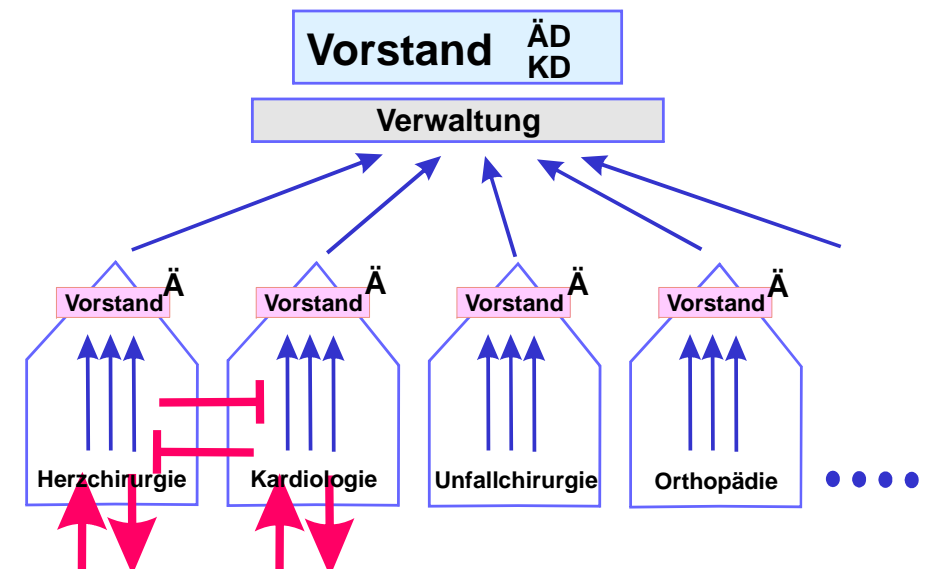 Vorstand ÄD
KD
Verwaltung
Vorstand Ä Vorstand Ä Vorstand Ä Vorstand Ä
Herzchirurgie Kardiologie Unfallchirurgie Orthopädie